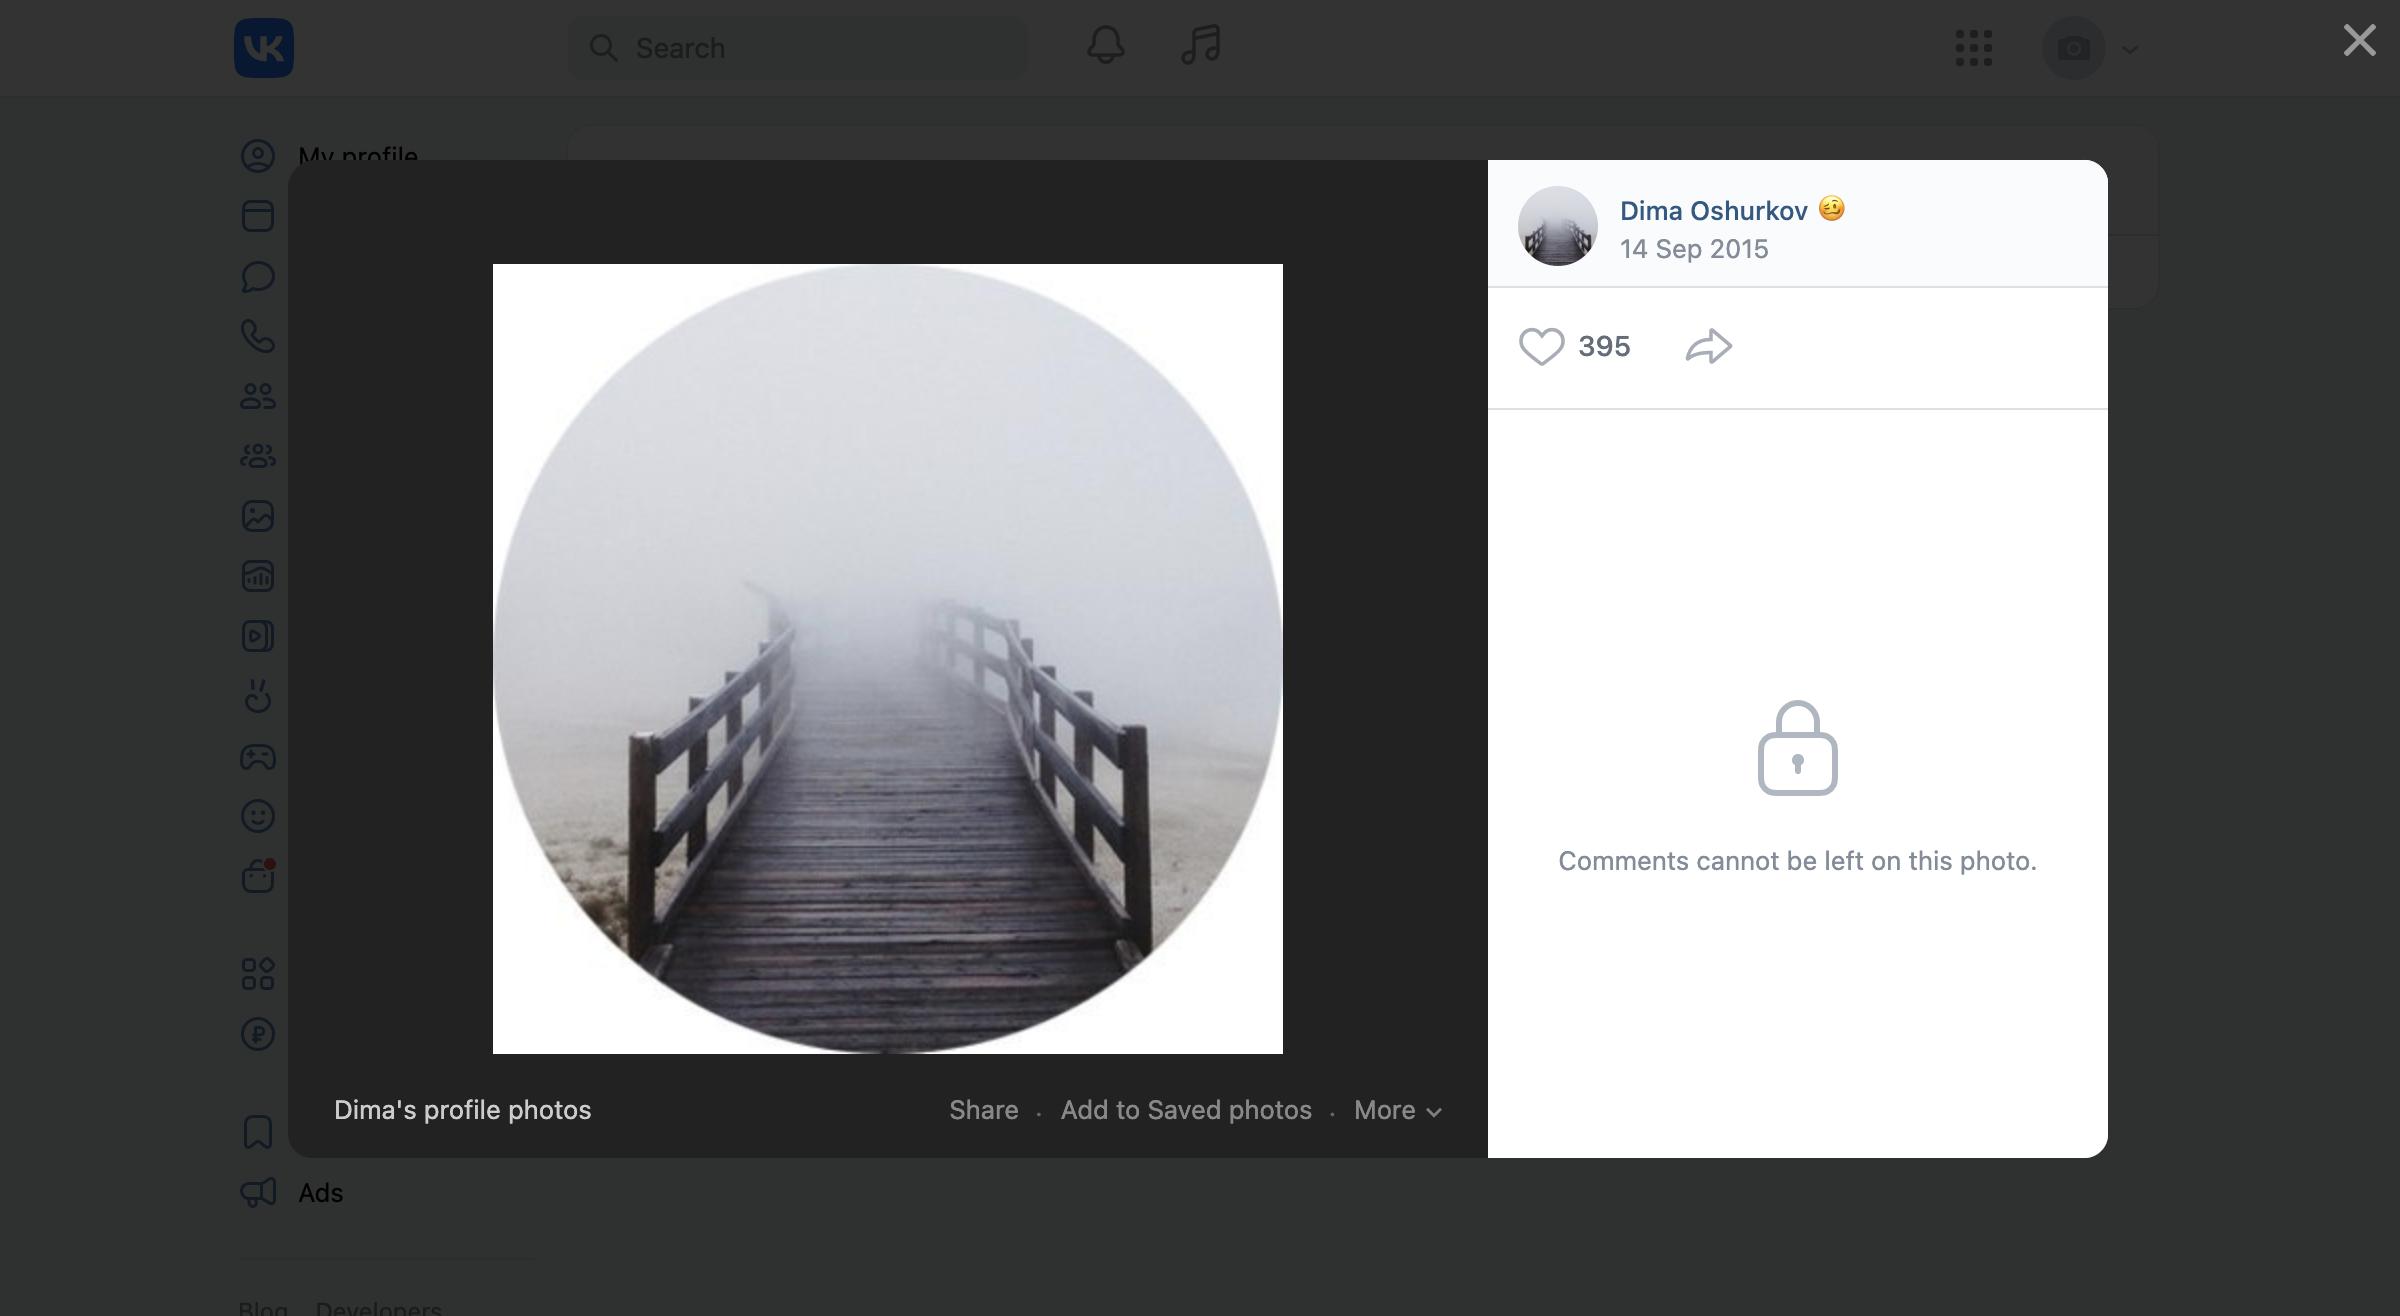 VK
Search
My profile
Dima Oshurkov 🥴
14 Sep 2015
395
Comments cannot be left on this photo.
Dima's profile photos
Share · Add to Saved photos · More
Ads
Blog Developers